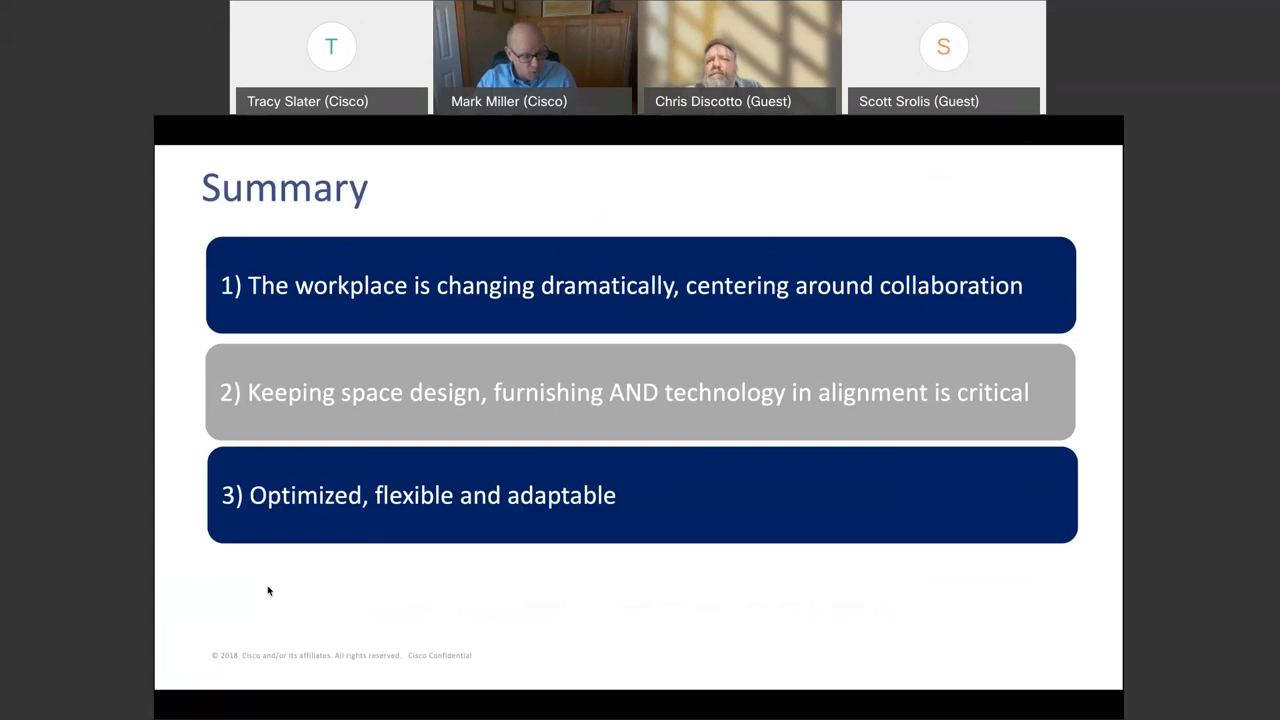 T
S
Tracy Slater (Cisco)
Mark Miller (Cisco)
Chris Discotto (Guest)
Scott Srolis (Guest)
Summary
1) The workplace is changing dramatically, centering around collaboration
2) Keeping space design, furnishing AND technology in alignment is critical
3) Optimized, flexible and adaptable
© 2018 Cisco and/or its affiliates. All rights reserved. Cisco Confidential